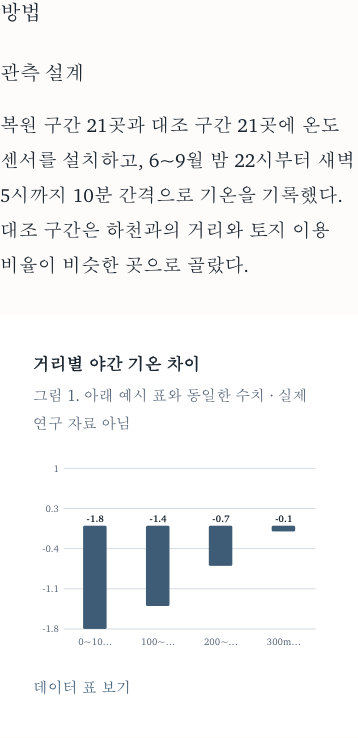 방법
관측 설계
복원 구간 21곳과 대조 구간 21곳에 온도
센서를 설치하고, 6~9월 밤 22시부터 새벽
5시까지 10분 간격으로 기온을 기록했다.
대조 구간은 하천과의 거리와 토지 이용
비율이 비슷한 곳으로 골랐다.
거리별 야간 기온 차이
그림 1. 아래 예시 표와 동일한 수치 · 실제
연구 자료 아님
1
0.3
-0.4
-1.1
-1.8
-1.8
-1.4
-0.7
-0.1
0~10...
100~...
200~...
300m...
데이터 표 보기